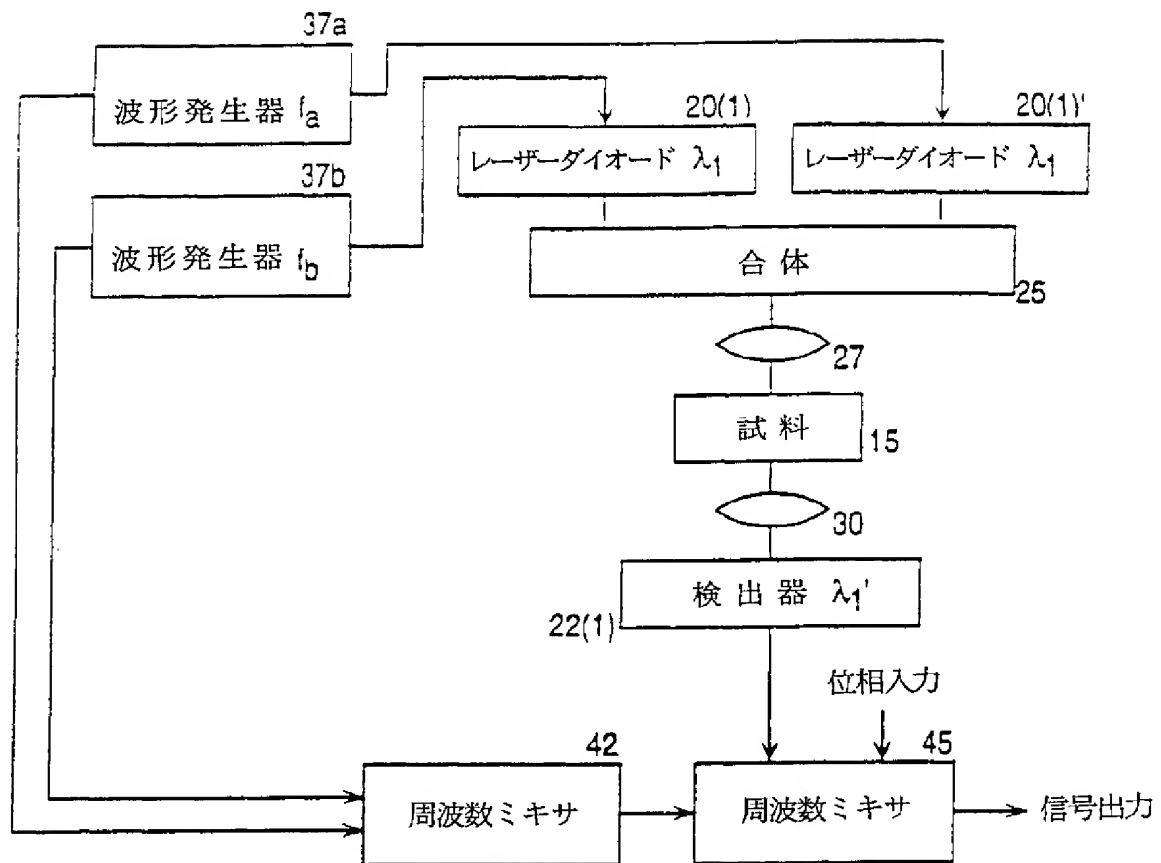 37a
波形発生器 fa
37b
波形発生器 fb
20(1)
レーザーダイオード λ1
20(1)'
レーザーダイオード λ1
合体
25
27
試料
15
30
検出器 λ1'
22(1)
位相入力
42
周波数ミキサ
45
周波数ミキサ
信号出力